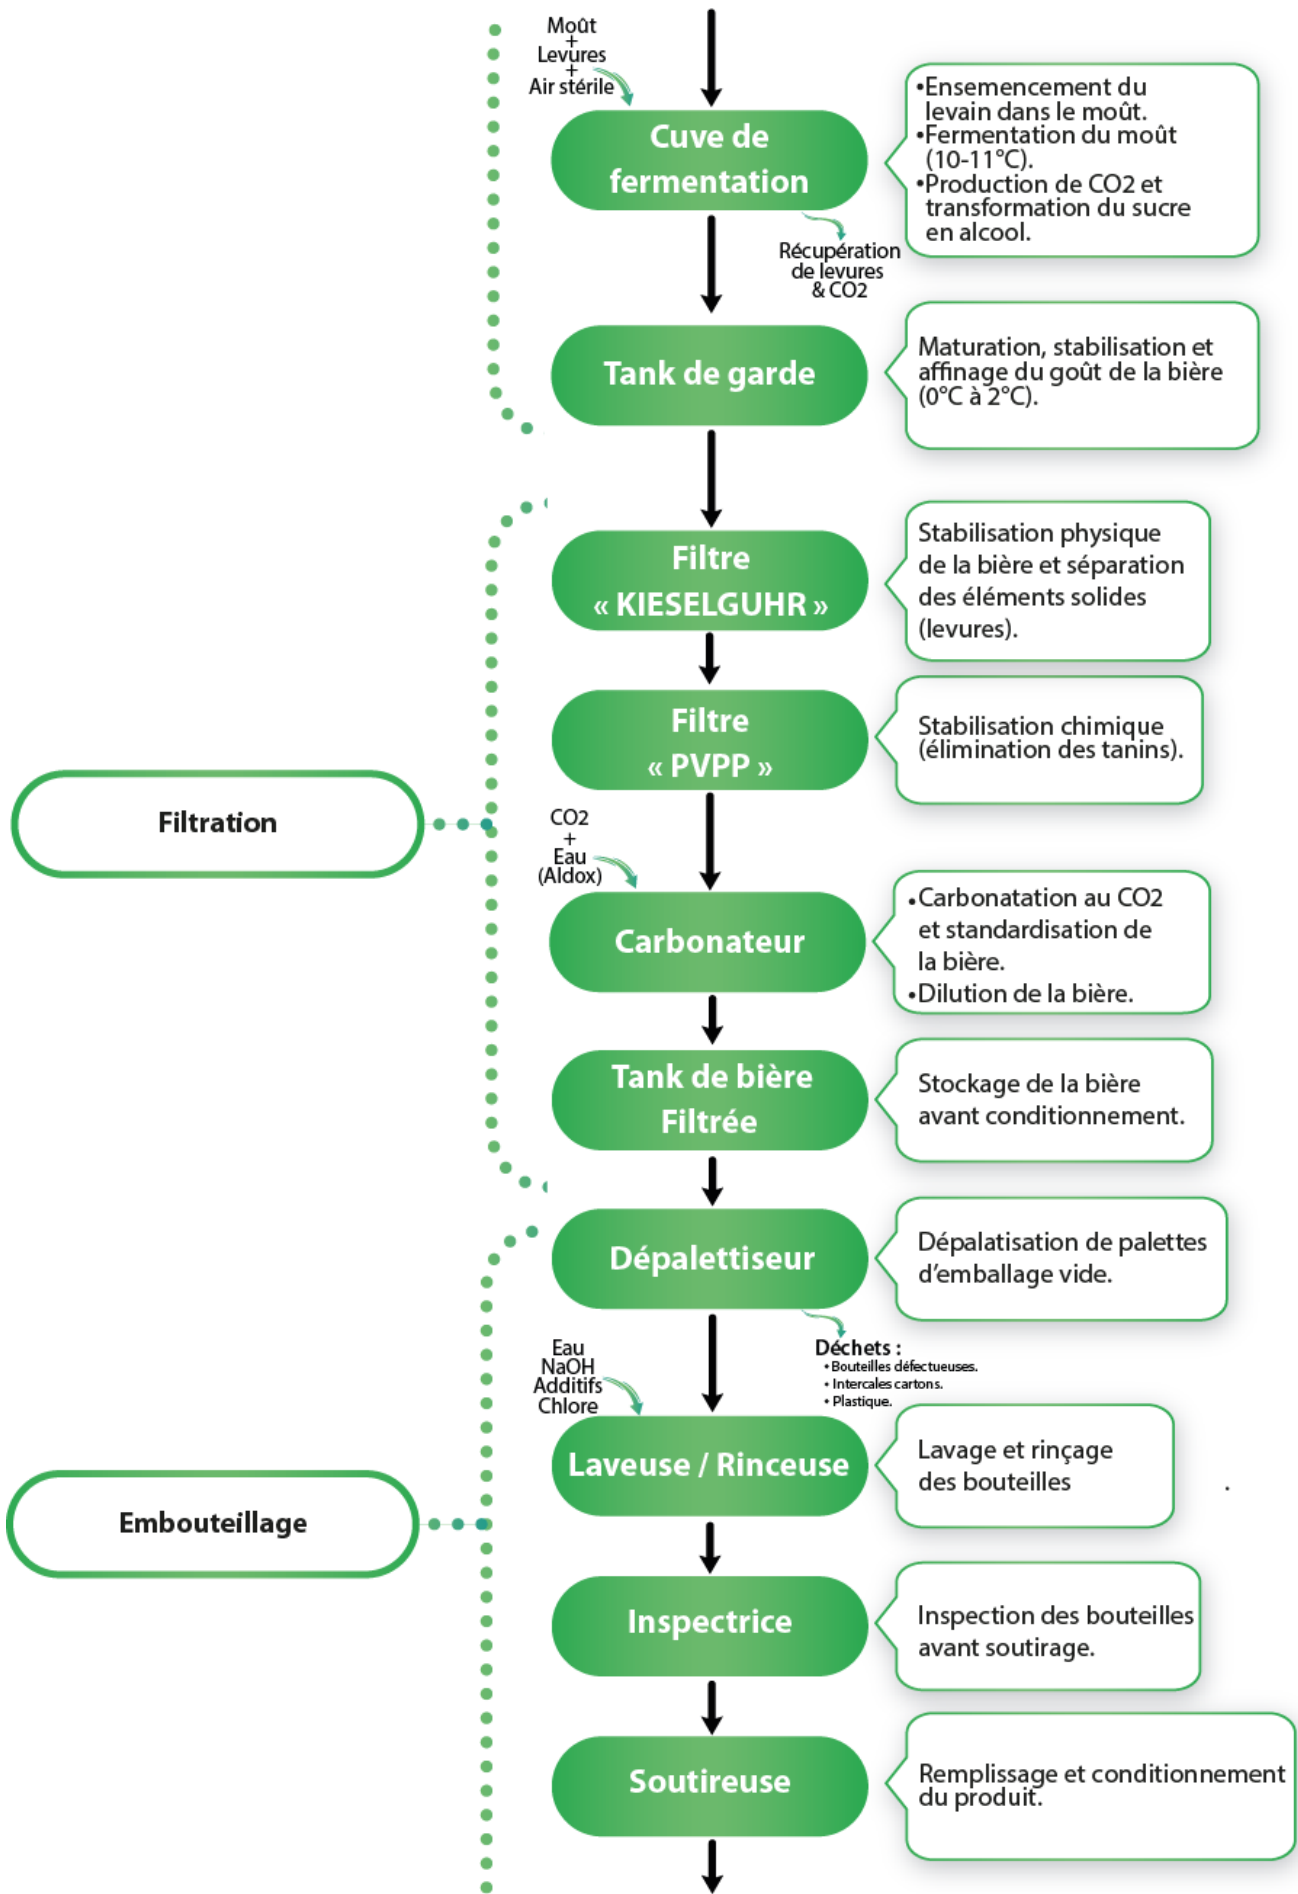 Moût
+
Levures
+
Air stérile
Cuve de
fermentation
•Ensemencement du
levain dans le moût.
•Fermentation du moût
(10-11°C).
•Production de CO2 et
transformation du sucre
en alcool.
Récupération
de levures
& CO2
Tank de garde
Maturation, stabilisation et
affinage du goût de la bière
(0°C à 2°C).
Filtre
« KIESELGUHR »
Stabilisation physique
de la bière et séparation
des éléments solides
(levures).
Filtre
« PVPP »
Stabilisation chimique
(élimination des tanins).
Filtration
CO2
+
Eau
(Aldox)
Carbonateur
•Carbonatation au CO2
et standardisation de
la bière.
•Dilution de la bière.
Tank de bière
Filtrée
Stockage de la bière
avant conditionnement.
Dépalettiseur
Dépalatisation de palettes
d’emballage vide.
Déchets :
• Bouteilles défectueuses.
• Intercales cartons.
• Plastique.
Eau
NaOH
Additifs
Chlore
Laveuse / Rinceuse
Lavage et rinçage
des bouteilles
.
Embouteillage
Inspectrice
Inspection des bouteilles
avant soutirage.
Soutireuse
Remplissage et conditionnement
du produit.